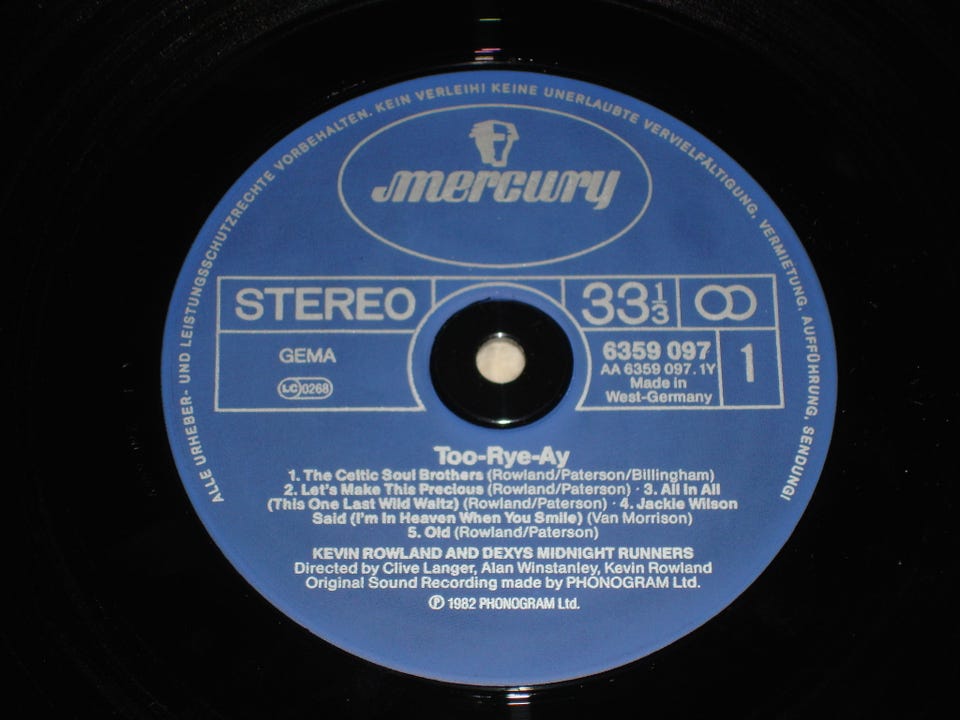 ALLE URHEBER- UND LEISTUNGSSCHUTZRECHTE VORBEHALTEN. KEIN VERLEIH! KEINE UNERLAUBTE VERVIELFÄLTIGUNG, VERMIETUNG, AUFFÜHRUNG, SENDUNG!
mercury
STEREO
33 1/3
GEMA
LC 0268
6359 097
AA 6359 097.1Y
Made in
West-Germany
1
Too-Rye-Ay
1. The Celtic Soul Brothers (Rowland/Paterson/Billingham)
2. Let's Make This Precious (Rowland/Paterson) · 3. All In All
(This One Last Wild Waltz) (Rowland/Paterson) · 4. Jackie Wilson
Said (I'm In Heaven When You Smile) (Van Morrison)
5. Old (Rowland/Paterson)
KEVIN ROWLAND AND DEXYS MIDNIGHT RUNNERS
Directed by Clive Langer, Alan Winstanley, Kevin Rowland
Original Sound Recording made by PHONOGRAM Ltd.
℗ 1982 PHONOGRAM Ltd.